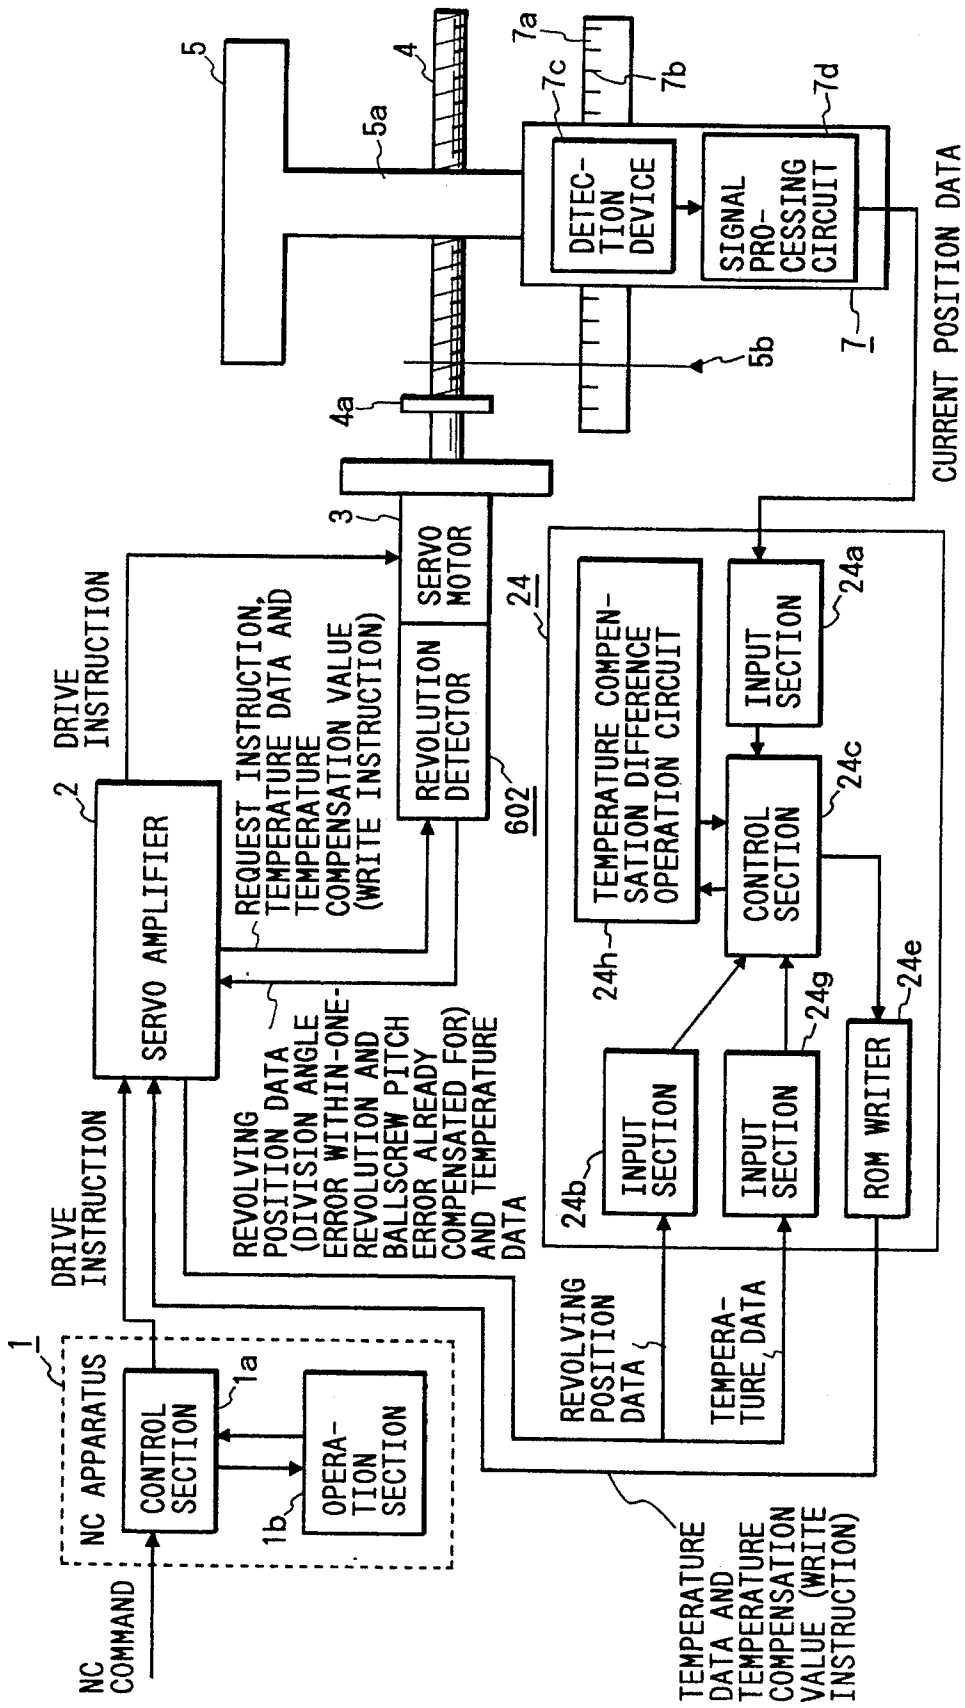 NC
COMMAND
1
NC APPARATUS
CONTROL
SECTION
1a
1b
OPERA-
TION
SECTION
DRIVE
INSTRUCTION
2
SERVO AMPLIFIER
DRIVE
INSTRUCTION
REQUEST INSTRUCTION,
TEMPERATURE DATA AND
TEMPERATURE
COMPENSATION VALUE
(WRITE INSTRUCTION)
REVOLVING
POSITION DATA
(DIVISION ANGLE
ERROR WITHIN-ONE-
REVOLUTION AND
BALLSCREW PITCH
ERROR ALREADY
COMPENSATED FOR)
AND TEMPERATURE
DATA
3
SERVO
MOTOR
REVOLUTION
DETECTOR
602
4a
4
5
5a
5b
7a
7b
7c
DETEC-
TION
DEVICE
7d
SIGNAL
PRO-
CESSING
CIRCUIT
7
CURRENT POSITION DATA
24
TEMPERATURE COMPEN-
SATION DIFFERENCE
OPERATION CIRCUIT
24h
INPUT
SECTION
24a
CONTROL
SECTION
24c
24b
INPUT
SECTION
INPUT
SECTION
24g
ROM WRITER
24e
REVOLVING
POSITION
DATA
TEMPERA-
TURE DATA
TEMPERATURE
DATA AND
TEMPERATURE
COMPENSATION
VALUE (WRITE
INSTRUCTION)